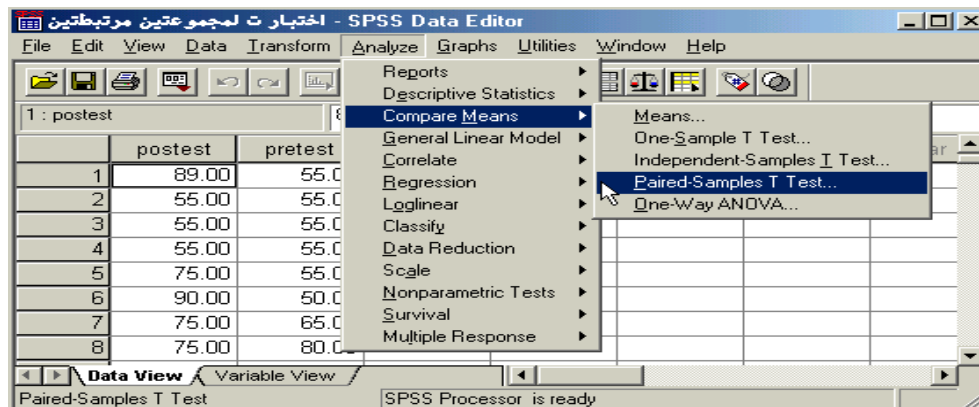 اختبار ت لمجموعتين مرتبطتين - SPSS Data Editor
File Edit View Data Transform Analyze Graphs Utilities Window Help
1 : postest
postest pretest
1 89.00 55.0
2 55.00 55.0
3 55.00 55.0
4 55.00 55.0
5 75.00 55.0
6 90.00 50.0
7 75.00 65.0
8 75.00 80.00
Reports
Descriptive Statistics
Compare Means
General Linear Model
Correlate
Regression
Loglinear
Classify
Data Reduction
Scale
Nonparametric Tests
Survival
Multiple Response
Means...
One-Sample T Test...
Independent-Samples T Test...
Paired-Samples T Test...
One-Way ANOVA...
Data View Variable View
Paired-Samples T Test SPSS Processor is ready